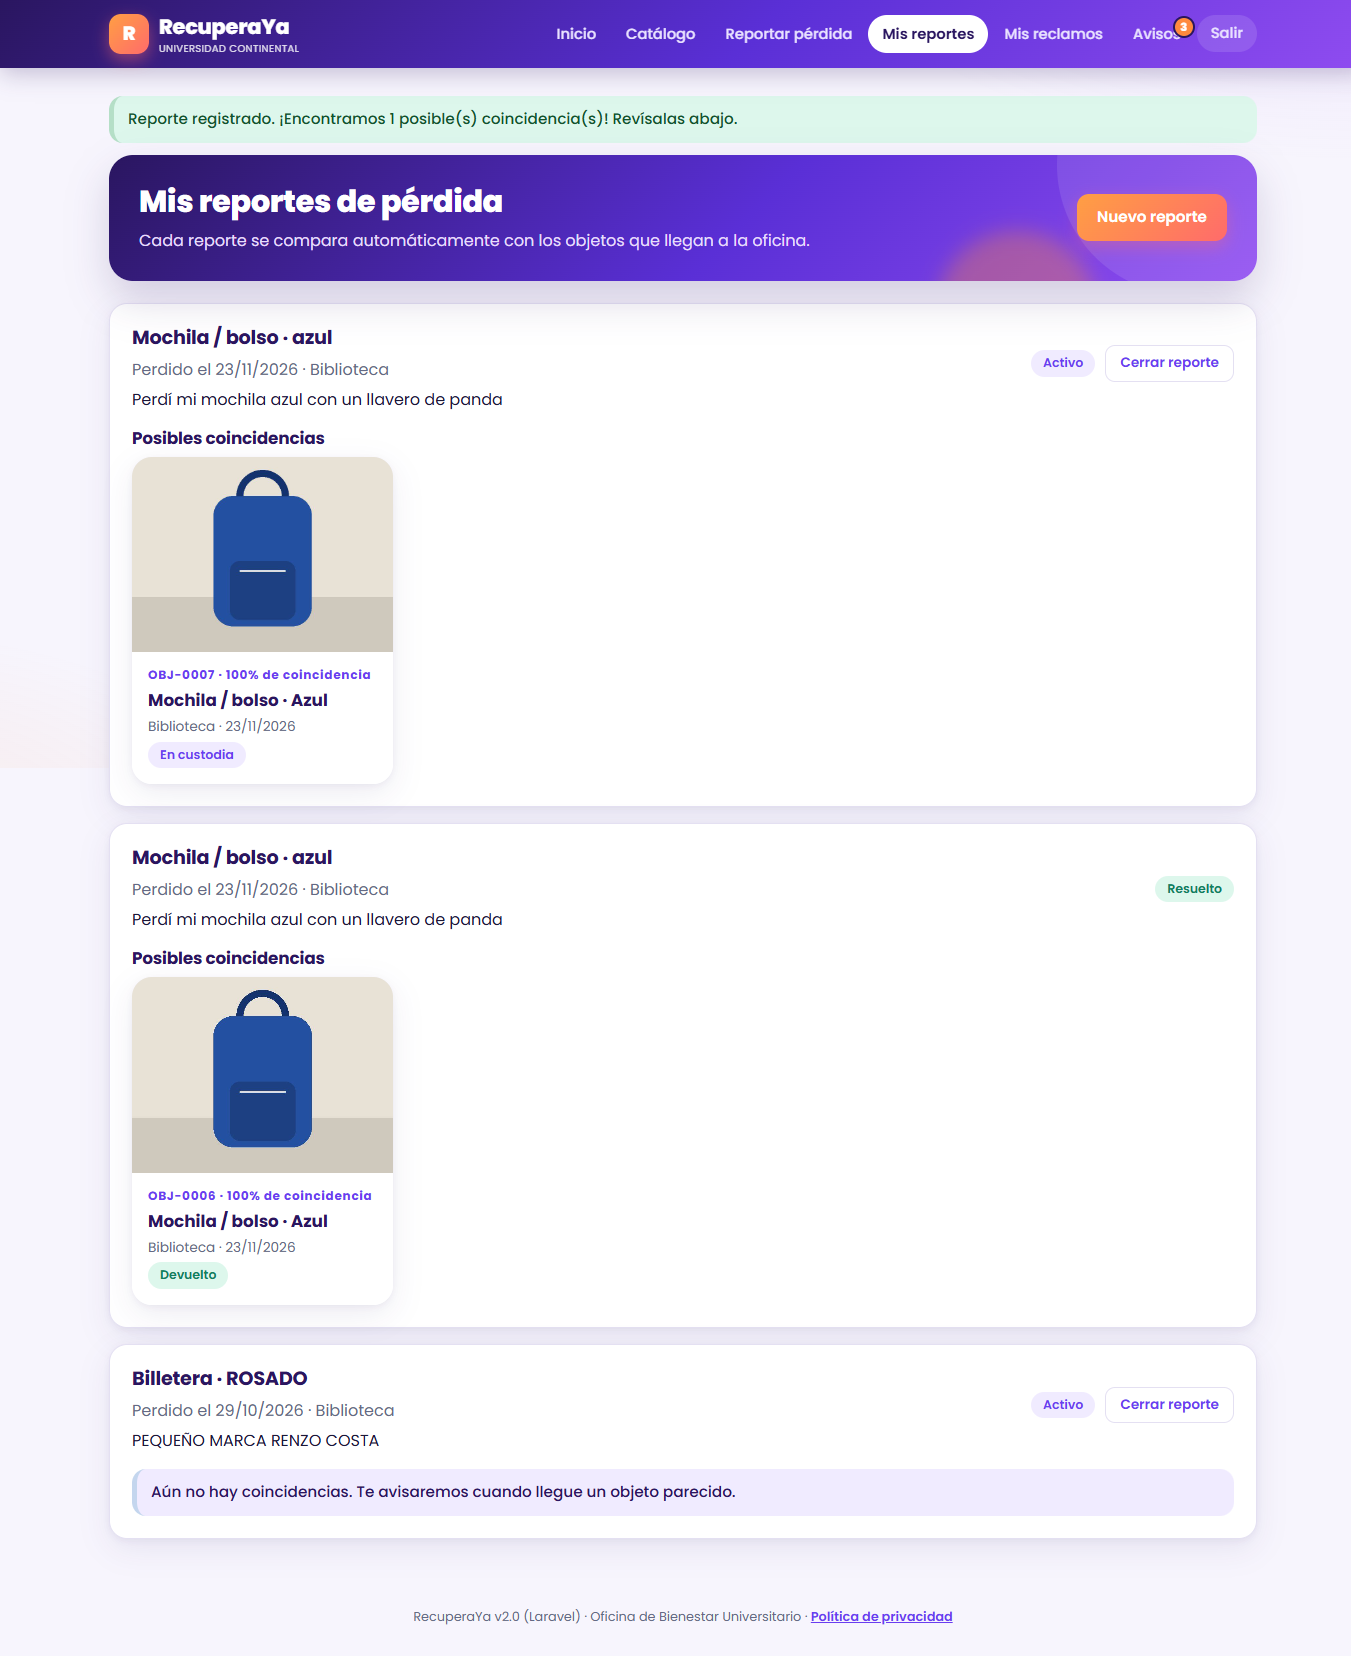 R
RecuperaYa
UNIVERSIDAD CONTINENTAL
Inicio
Catálogo
Reportar pérdida
Mis reportes
Mis reclamos
Avisos
3
Salir
Reporte registrado. ¡Encontramos 1 posible(s) coincidencia(s)! Revísalas abajo.
Mis reportes de pérdida
Cada reporte se compara automáticamente con los objetos que llegan a la oficina.
Nuevo reporte
Mochila / bolso · azul
Perdido el 23/11/2026 · Biblioteca
Perdí mi mochila azul con un llavero de panda
Activo
Cerrar reporte
Posibles coincidencias
OBJ-0007 · 100% de coincidencia
Mochila / bolso · Azul
Biblioteca · 23/11/2026
En custodia
Mochila / bolso · azul
Perdido el 23/11/2026 · Biblioteca
Perdí mi mochila azul con un llavero de panda
Resuelto
Posibles coincidencias
OBJ-0006 · 100% de coincidencia
Mochila / bolso · Azul
Biblioteca · 23/11/2026
Devuelto
Billetera · ROSADO
Perdido el 29/10/2026 · Biblioteca
PEQUEÑO MARCA RENZO COSTA
Activo
Cerrar reporte
Aún no hay coincidencias. Te avisaremos cuando llegue un objeto parecido.
RecuperaYa v2.0 (Laravel) · Oficina de Bienestar Universitario · Política de privacidad